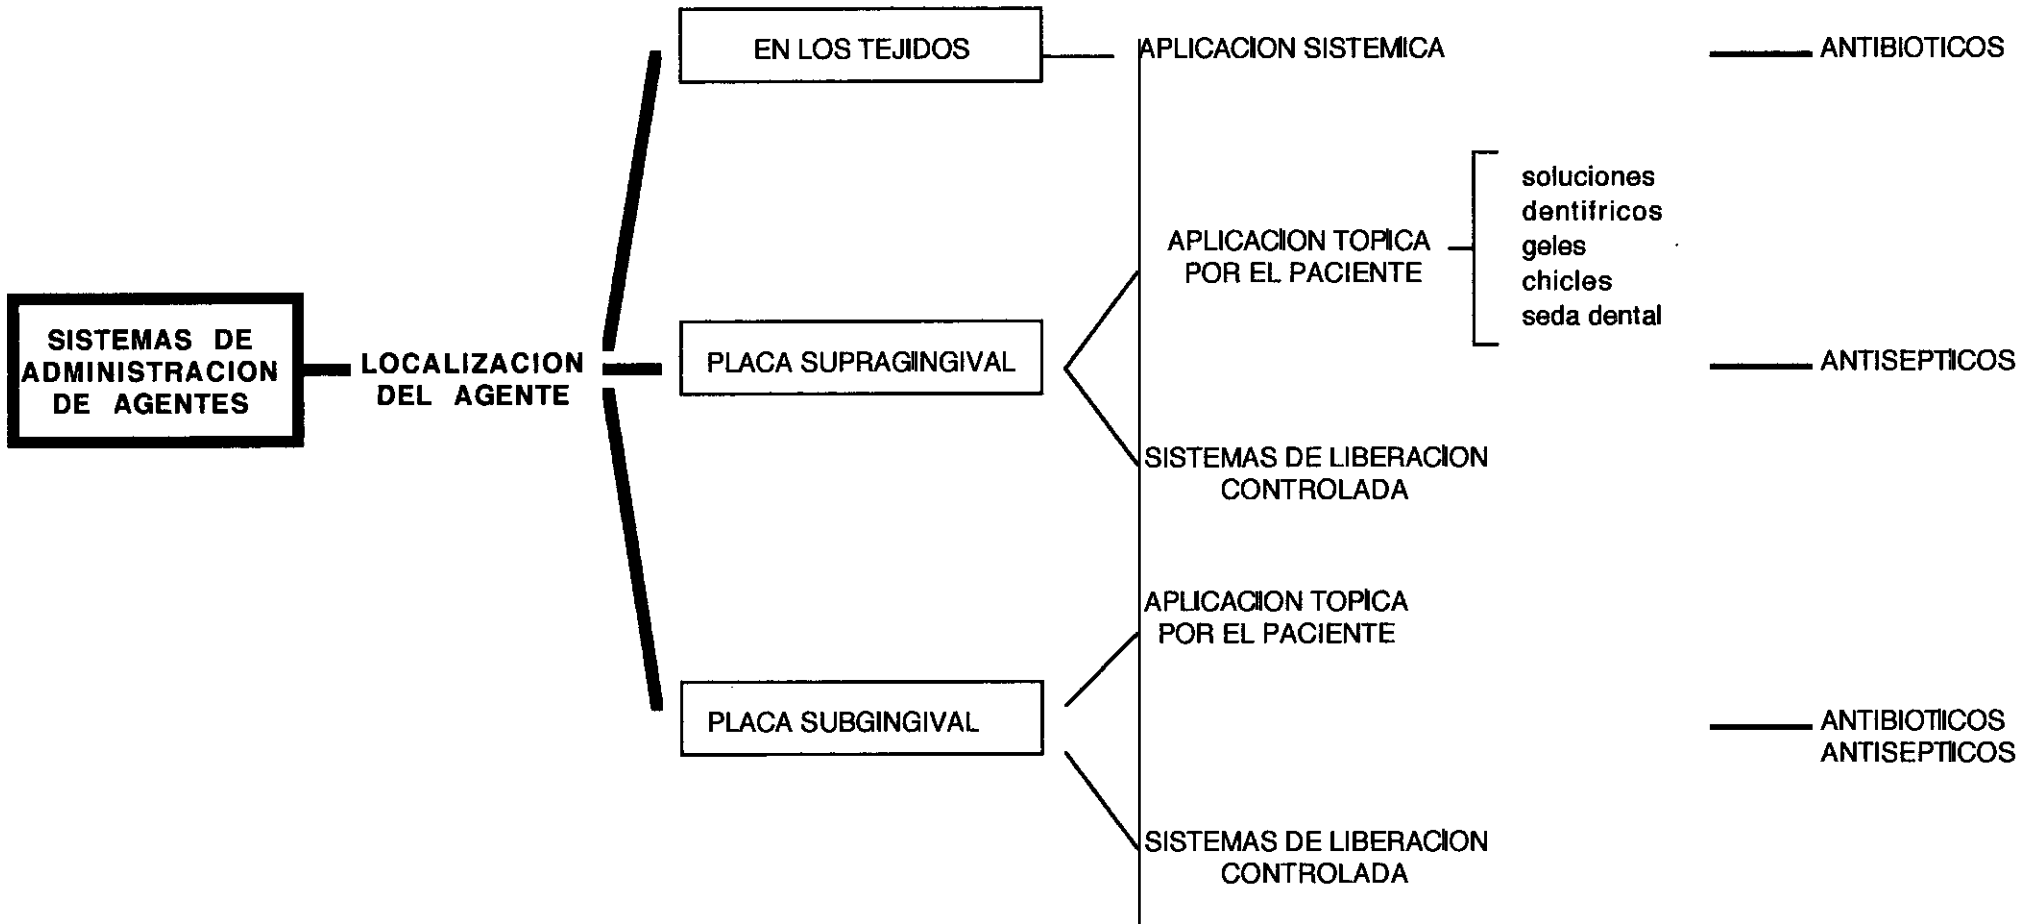 EN LOS TEJIDOS
APLICACION SISTEMICA
ANTIBIOTICOS
soluciones
dentifricos
geles
chicles
seda dental
APLICACION TOPICA
POR EL PACIENTE
SISTEMAS DE
ADMINISTRACION
DE AGENTES
LOCALIZACION
DEL AGENTE
PLACA SUPRAGINGIVAL
ANTISEPTICOS
SISTEMAS DE LIBERACION
CONTROLADA
APLICACION TOPICA
POR EL PACIENTE
PLACA SUBGINGIVAL
ANTIBIOTICOS
ANTISEPTICOS
SISTEMAS DE LIBERACION
CONTROLADA